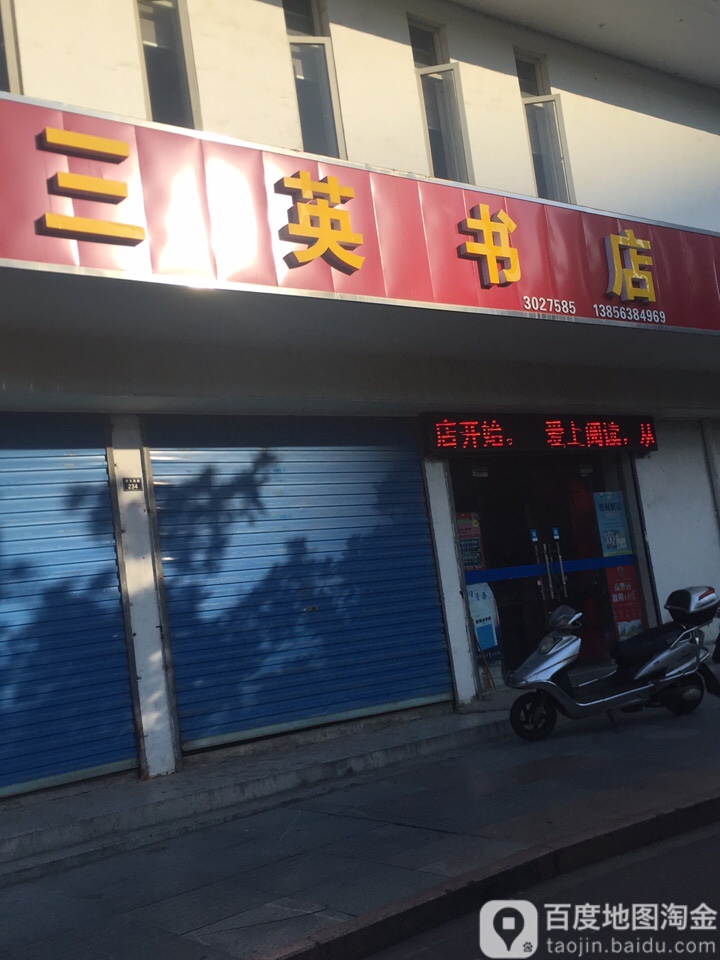 三英书店
3027585 13856384969
店开始。 爱上阅读，从
234
百度地图淘金
taojin.baidu.com